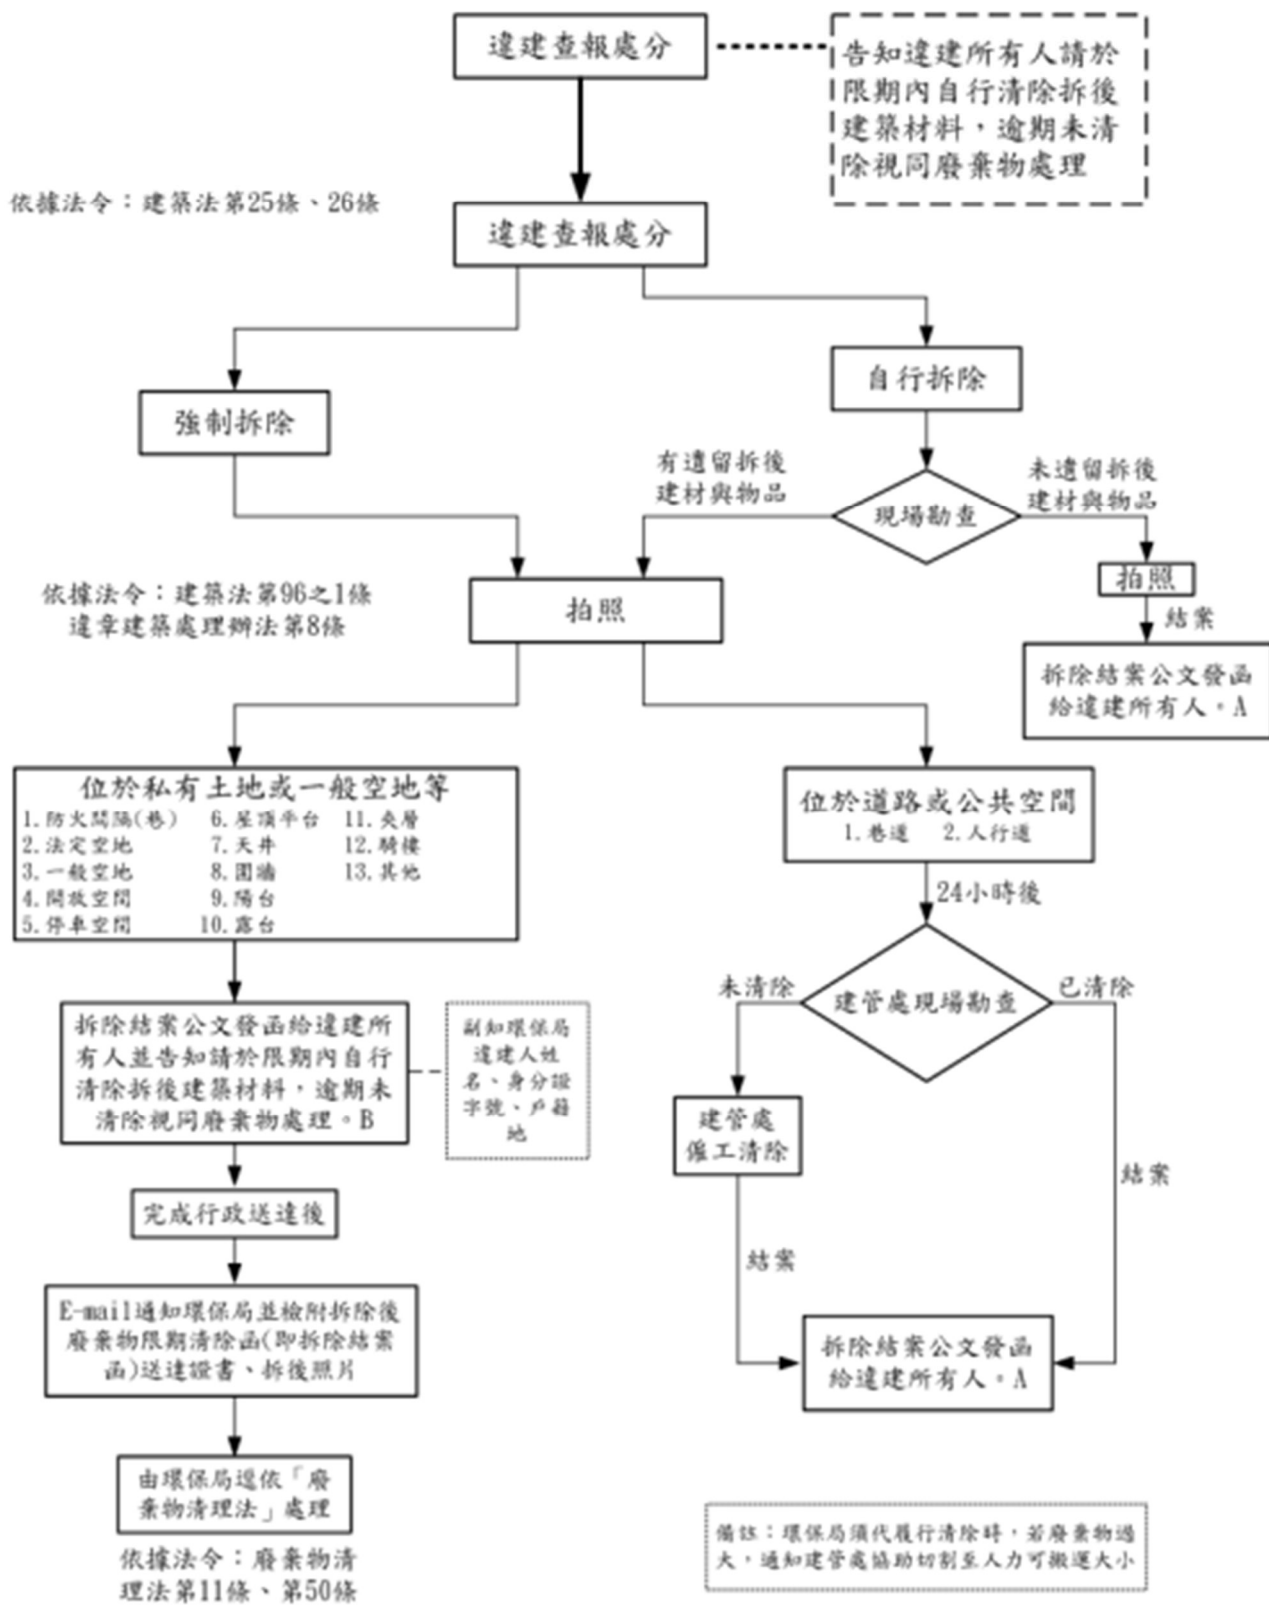 違建查報處分
告知違建所有人請於
限期內自行清除拆後
建築材料，逾期未清
除視同廢棄物處理
依據法令：建築法第25條、26條
違建查報處分
強制拆除
自行拆除
有遺留拆後
建材與物品
現場勘查
未遺留拆後
建材與物品
拍照
結案
拆除結案公文發函
給違建所有人。A
依據法令：建築法第96之1條
違章建築處理辦法第8條
拍照
位於私有土地或一般空地等
1.防火間隔(巷) 6.屋頂平台 11.夾層
2.法定空地 7.天井 12.騎樓
3.一般空地 8.圍牆 13.其他
4.開放空間 9.陽台
5.停車空間 10.露台
位於道路或公共空間
1.巷道 2.人行道
24小時後
未清除
建管處現場勘查
已清除
拆除結案公文發函給違建所
有人並告知請於限期內自行
清除拆後建築材料，逾期未
清除視同廢棄物處理。B
副知環保局
違建人姓
名、身分證
字號、戶籍
地
建管處
僱工清除
結案
結案
完成行政送達後
E-mail通知環保局並檢附拆除後
廢棄物限期清除函(即拆除結案
函)送達證書、拆後照片
拆除結案公文發函
給違建所有人。A
由環保局逕依「廢
棄物清理法」處理
依據法令：廢棄物清
理法第11條、第50條
備註：環保局須代履行清除時，若廢棄物過
大，通知建管處協助切割至人力可搬運大小